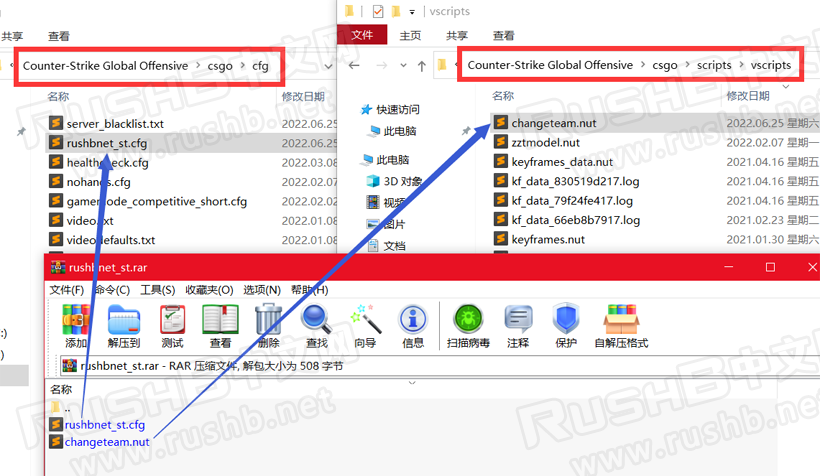 vscripts
共享 查看
文件 主页 共享 查看
Counter-Strike Global Offensive > csgo > cfg
Counter-Strike Global Offensive > csgo > scripts > vscripts
名称 修改日期
server_blacklist.txt 2022.06.25
rushbnet_st.cfg 2022.06.25
healthcheck.cfg 2022.03.08
nohands.cfg 2022.02.07
gamemode_competitive_short.cfg 2022.02.07
video.txt 2022.01.08
videodefaults.txt 2022.01.08
快速访问
此电脑
此电脑
3D 对象
视频
图片
文档
名称 修改日期
changeteam.nut 2022.06.25 星期六
zztmodel.nut 2022.02.07 星期一
keyframes_data.nut 2021.04.16 星期五
kf_data_830519d217.log 2021.04.16 星期五
kf_data_79f24fe417.log 2021.04.16 星期五
kf_data_66eb8b7917.log 2021.02.23 星期二
keyframes.nut 2021.01.30 星期六
rushbnet_st.rar
文件(F) 命令(C) 工具(S) 收藏夹(O) 选项(N) 帮助(H)
添加 解压到 测试 查看 删除 查找 向导 信息 扫描病毒 注释 保护 自解压格式
rushbnet_st.rar - RAR 压缩文件, 解包大小为 508 字节
名称
..
rushbnet_st.cfg
changeteam.nut
RUSHB中文网
www.rushb.net